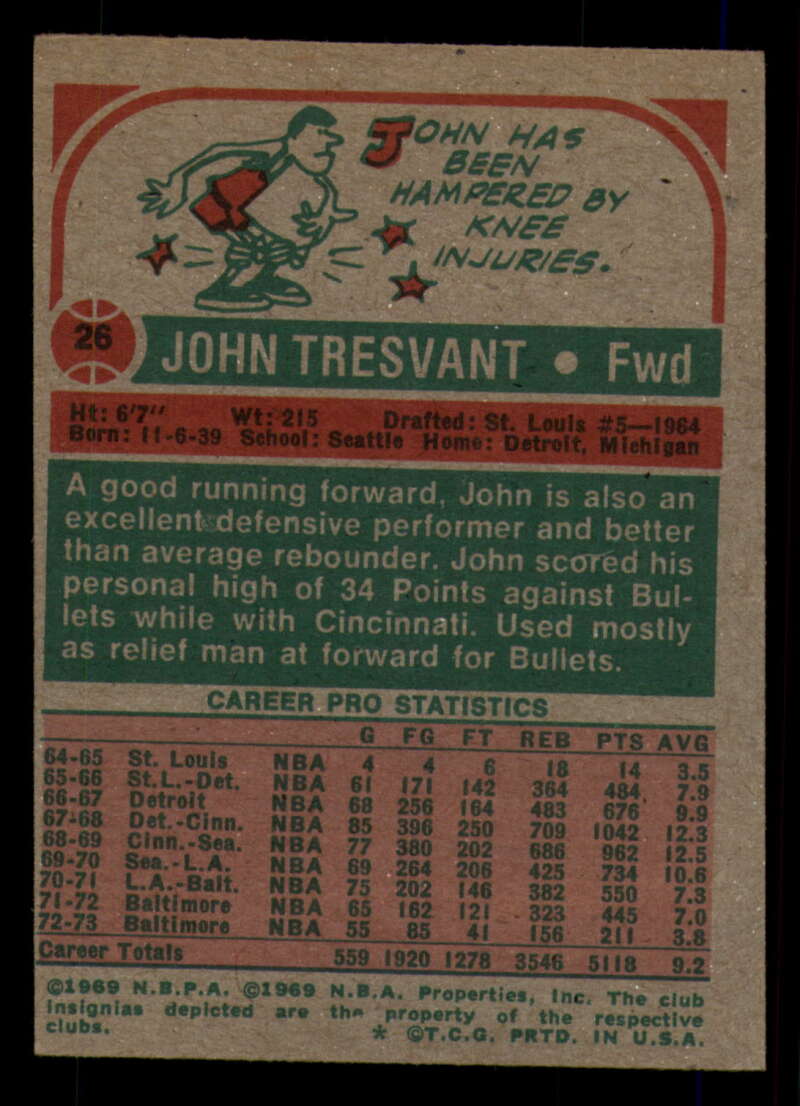 JOHN HAS
BEEN
HAMPERED BY
KNEE
INJURIES.
26
JOHN TRESVANT • Fwd
Ht: 6'7" Wt: 215 Drafted: St. Louis #5—1964
Born: 11-6-39 School: Seattle Home: Detroit, Michigan
A good running forward, John is also an
excellent defensive performer and better
than average rebounder. John scored his
personal high of 34 Points against Bul-
lets while with Cincinnati. Used mostly
as relief man at forward for Bullets.
CAREER PRO STATISTICS
G FG FT REB PTS AVG
64-65 St. Louis NBA 4 4 6 18 14 3.5
65-66 St.L.-Det. NBA 61 171 142 364 484 7.9
66-67 Detroit NBA 68 256 164 483 676 9.9
67-68 Det.-Cinn. NBA 85 396 250 709 1042 12.3
68-69 Cinn.-Sea. NBA 77 380 202 686 962 12.5
69-70 Sea.-L.A. NBA 69 264 206 425 734 10.6
70-71 L.A.-Balt. NBA 75 202 146 382 550 7.3
71-72 Baltimore NBA 65 162 121 323 445 7.0
72-73 Baltimore NBA 55 85 41 156 211 3.8
Career Totals 559 1920 1278 3546 5118 9.2
©1969 N.B.P.A. ©1969 N.B.A. Properties, Inc. The club
insignias depicted are the property of the respective
clubs. * ©T.C.G. PRTD. IN U.S.A.